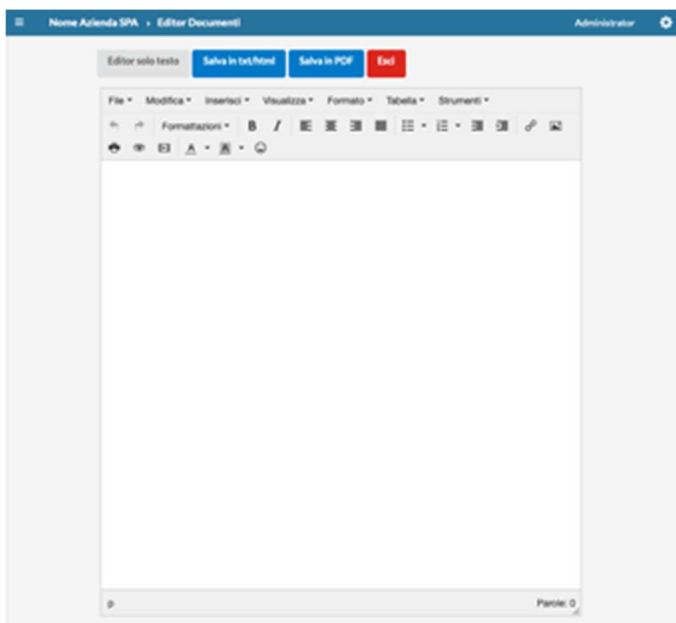 Nome Azienda SPA › Editor Documenti Administrator
Editor solo testo Salva in txt/html Salva in PDF Esci
File Modifica Inserisci Visualizza Formato Tabella Strumenti
Formattazioni B I
A A
p Parole: 0